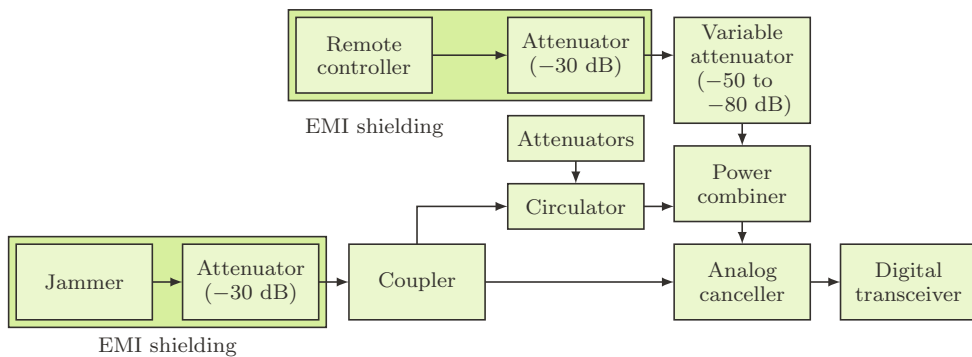 Remote
controller
Attenuator
(−30 dB)
Variable
attenuator
(−50 to
−80 dB)
EMI shielding
Attenuators
Circulator
Power
combiner
Jammer
Attenuator
(−30 dB)
Coupler
Analog
canceller
Digital
transceiver
EMI shielding